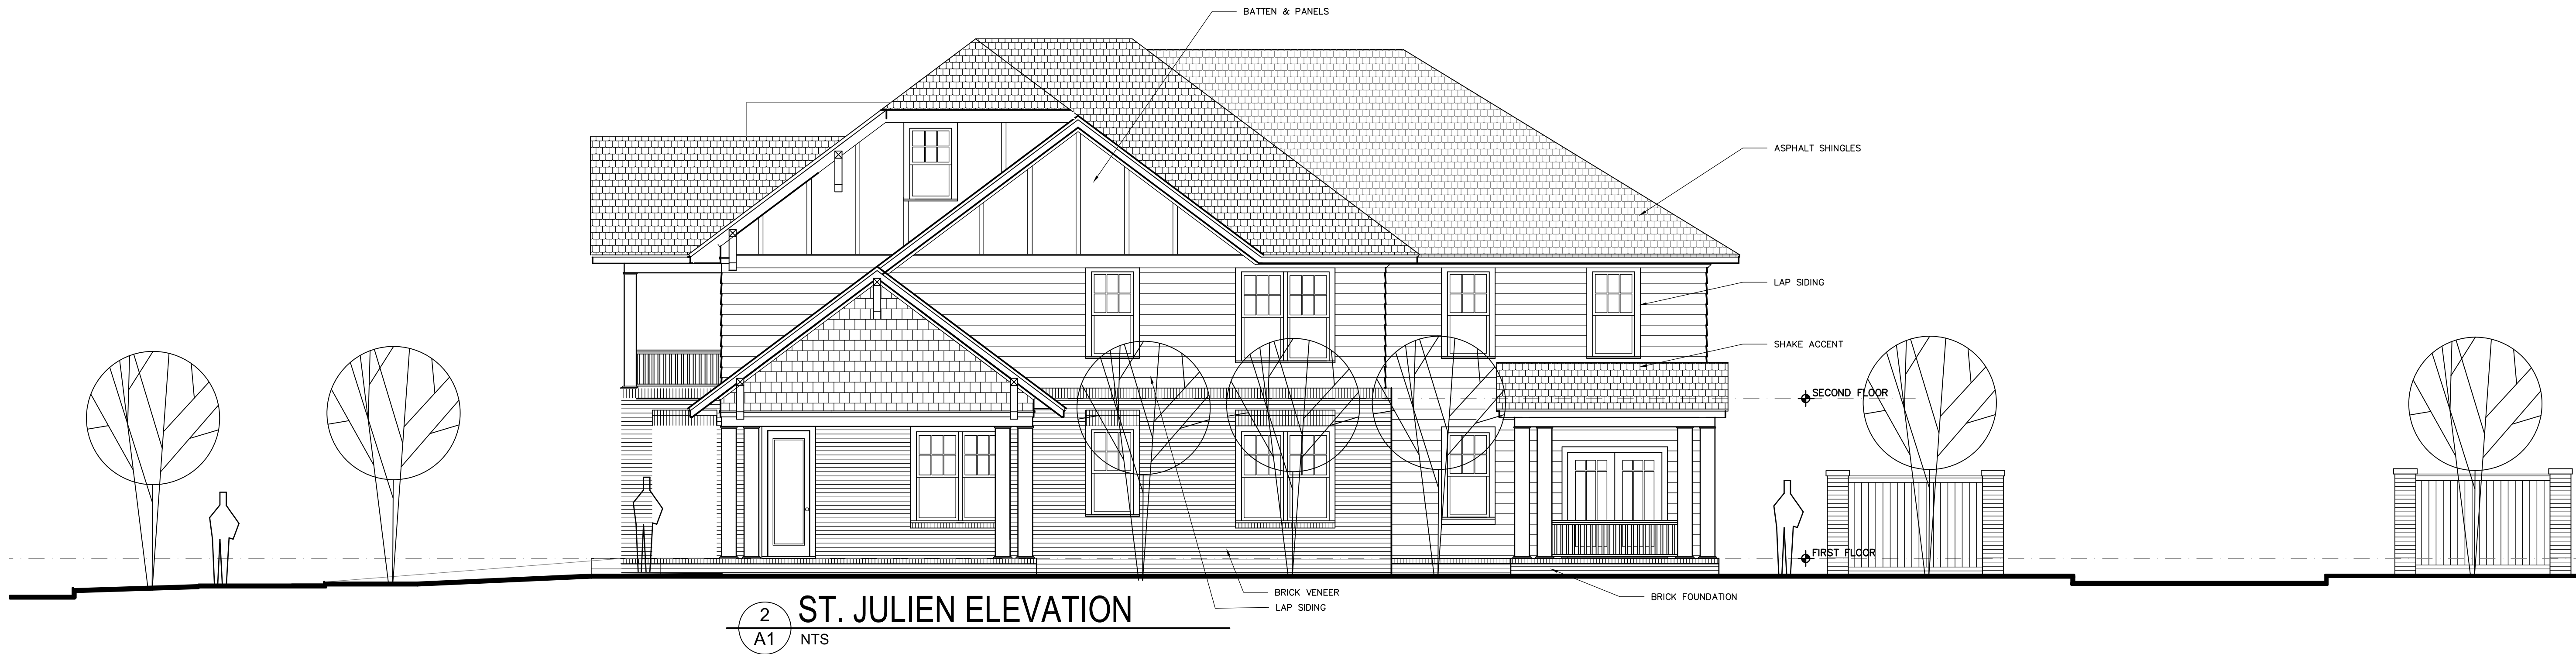 BATTEN & PANELS
ASPHALT SHINGLES
LAP SIDING
SHAKE ACCENT
SECOND FLOOR
FIRST FLOOR
BRICK VENEER
LAP SIDING
BRICK FOUNDATION
2
ST. JULIEN ELEVATION
A1
NTS